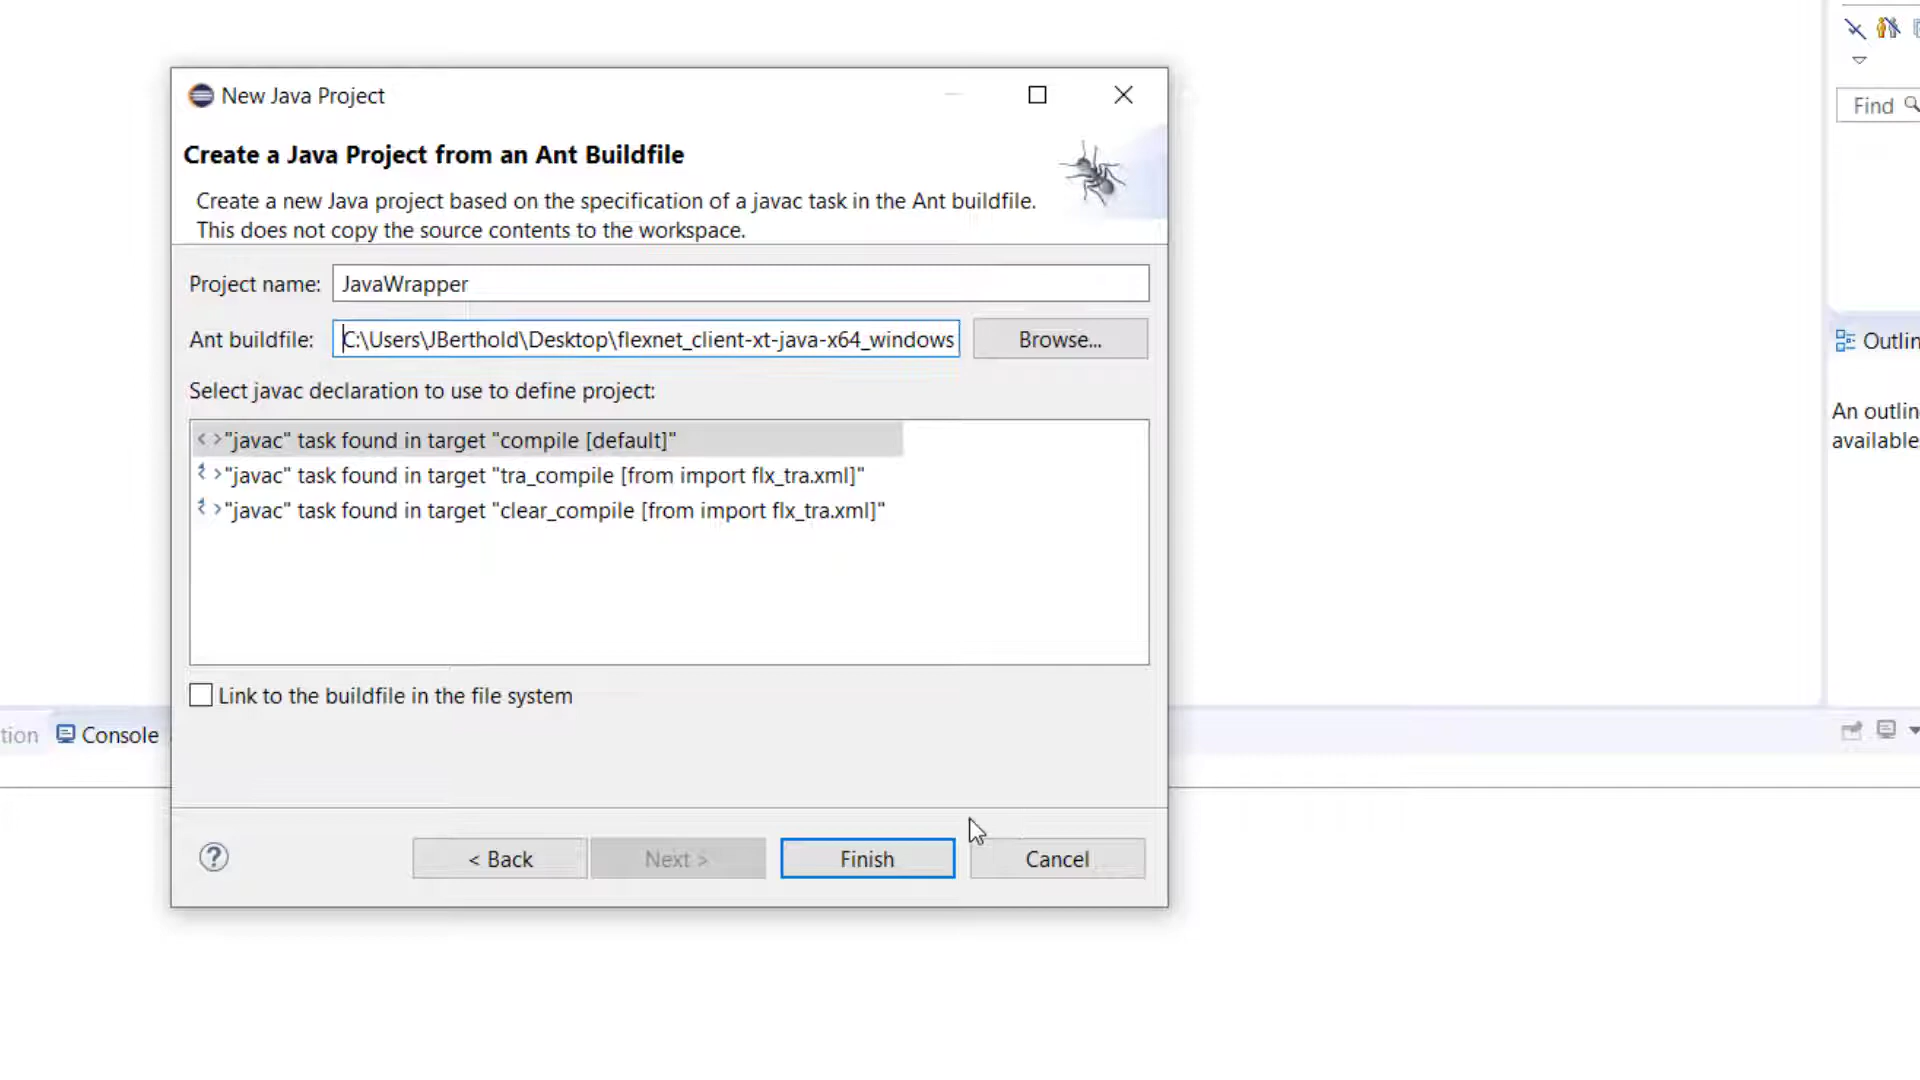 New Java Project
Create a Java Project from an Ant Buildfile
Create a new Java project based on the specification of a javac task in the Ant buildfile.
This does not copy the source contents to the workspace.
Project name: JavaWrapper
Ant buildfile: C:\Users\JBerthold\Desktop\flexnet_client-xt-java-x64_windows Browse...
Select javac declaration to use to define project:
"javac" task found in target "compile [default]"
"javac" task found in target "tra_compile [from import flx_tra.xml]"
"javac" task found in target "clear_compile [from import flx_tra.xml]"
Link to the buildfile in the file system
? < Back Next > Finish Cancel
tion Console
Find
Outlin
An outlin
available